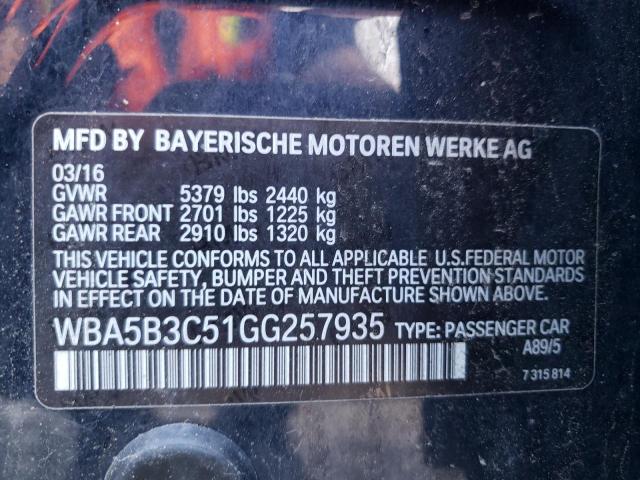 MFD BY BAYERISCHE MOTOREN WERKE AG
03/16
GVWR 5379 lbs 2440 kg
GAWR FRONT 2701 lbs 1225 kg
GAWR REAR 2910 lbs 1320 kg
THIS VEHICLE CONFORMS TO ALL APPLICABLE U.S.FEDERAL MOTOR
VEHICLE SAFETY, BUMPER AND THEFT PREVENTION STANDARDS
IN EFFECT ON THE DATE OF MANUFACTURE SHOWN ABOVE.
WBA5B3C51GG257935 TYPE: PASSENGER CAR
A89/5
7 315 814